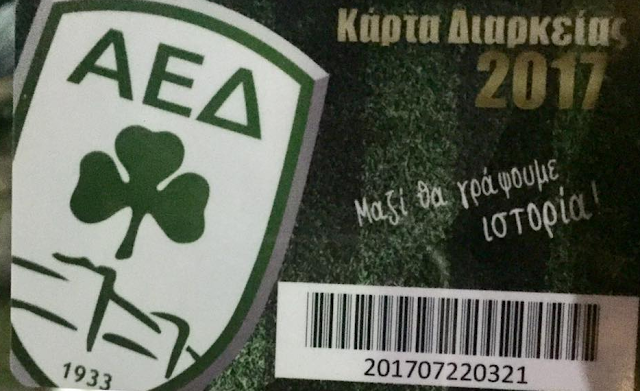 ΑΕΔ
1933
Κάρτα Διαρκείας
2017
Μαζί θα γράψουμε
ιστορία!
201707220321